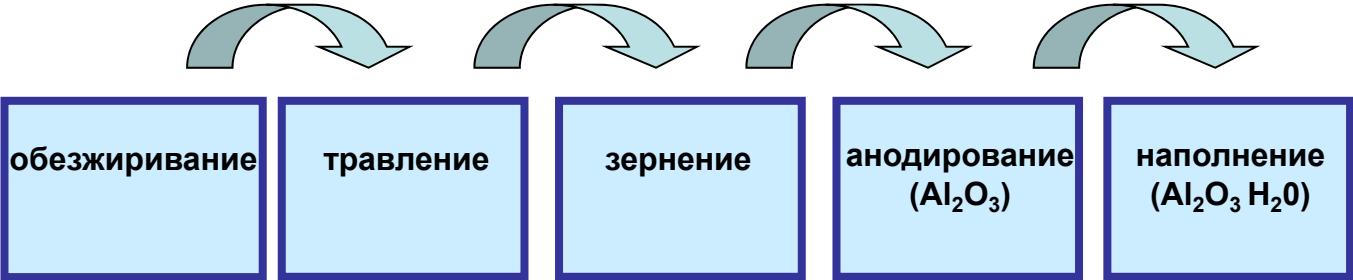 обезжиривание
травление
зернение
анодирование
(Al₂O₃)
наполнение
(Al₂O₃ H₂0)